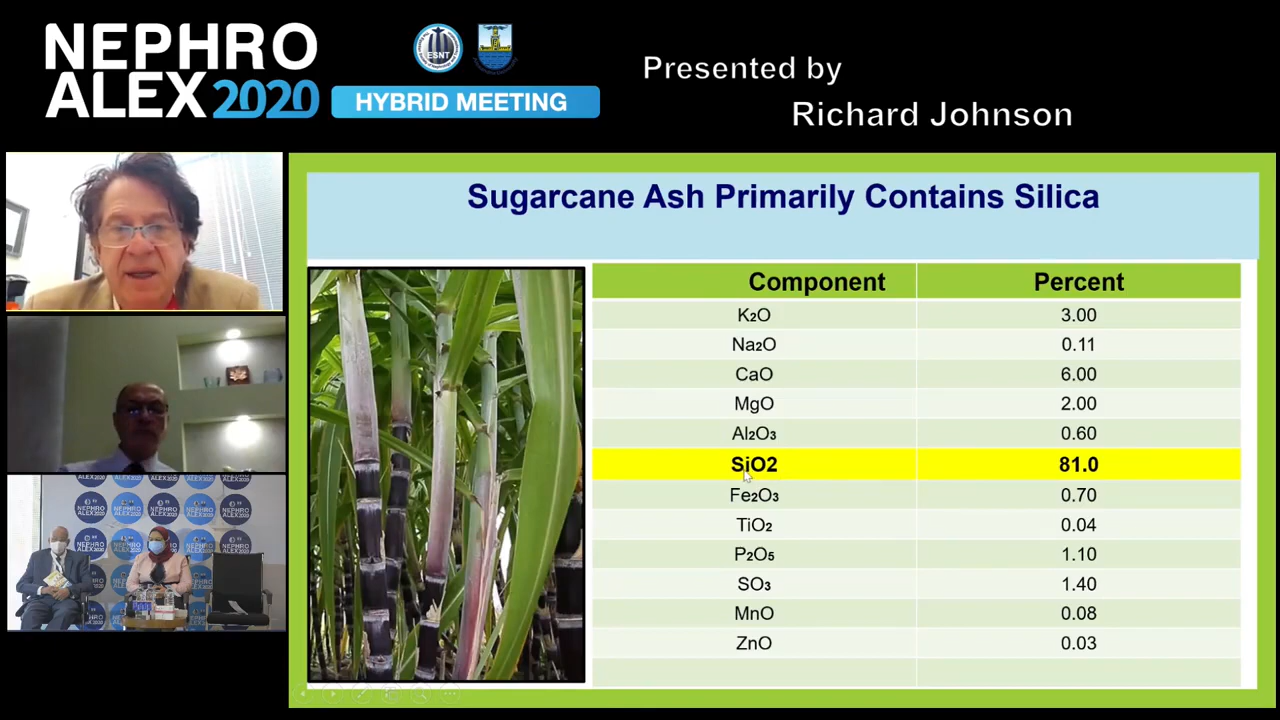 NEPHRO
ALEX 2020
ESNT
HYBRID MEETING
Presented by
Richard Johnson
Sugarcane Ash Primarily Contains Silica
Component Percent
K₂O 3.00
Na₂O 0.11
CaO 6.00
MgO 2.00
Al₂O₃ 0.60
SiO2 81.0
Fe₂O₃ 0.70
TiO₂ 0.04
P₂O₅ 1.10
SO₃ 1.40
MnO 0.08
ZnO 0.03